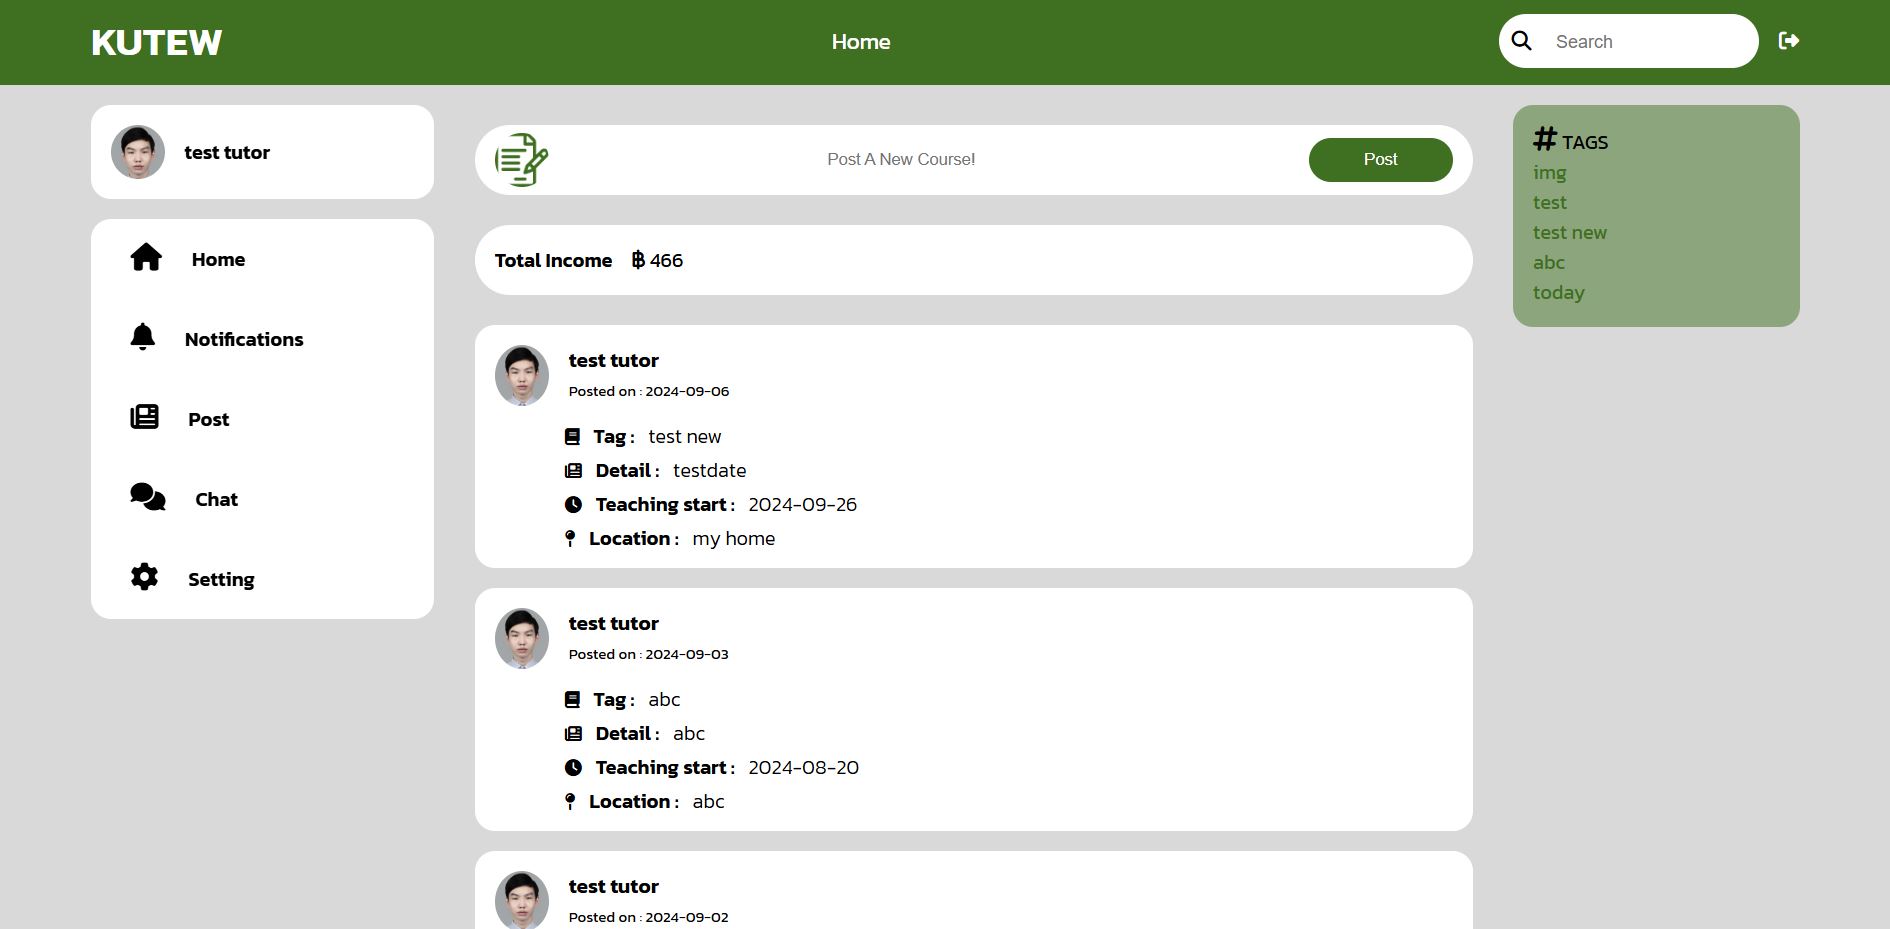 KUTEW
Home
Search
test tutor
Home
Notifications
Post
Chat
Setting
Post A New Course!
Post
Total Income ฿ 466
test tutor
Posted on : 2024-09-06
Tag : test new
Detail : testdate
Teaching start : 2024-09-26
Location : my home
test tutor
Posted on : 2024-09-03
Tag : abc
Detail : abc
Teaching start : 2024-08-20
Location : abc
test tutor
Posted on : 2024-09-02
# TAGS
img
test
test new
abc
today